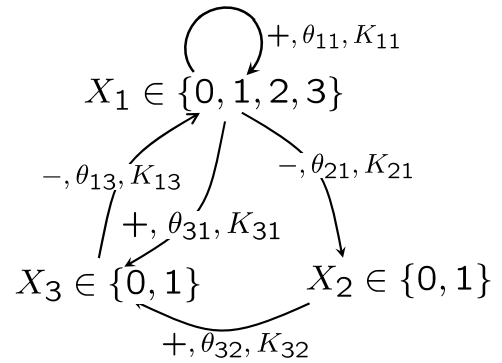 +, θ₁₁, K₁₁
X₁ ∈ {0, 1, 2, 3}
−, θ₁₃, K₁₃
−, θ₂₁, K₂₁
+, θ₃₁, K₃₁
X₃ ∈ {0, 1}
X₂ ∈ {0, 1}
+, θ₃₂, K₃₂